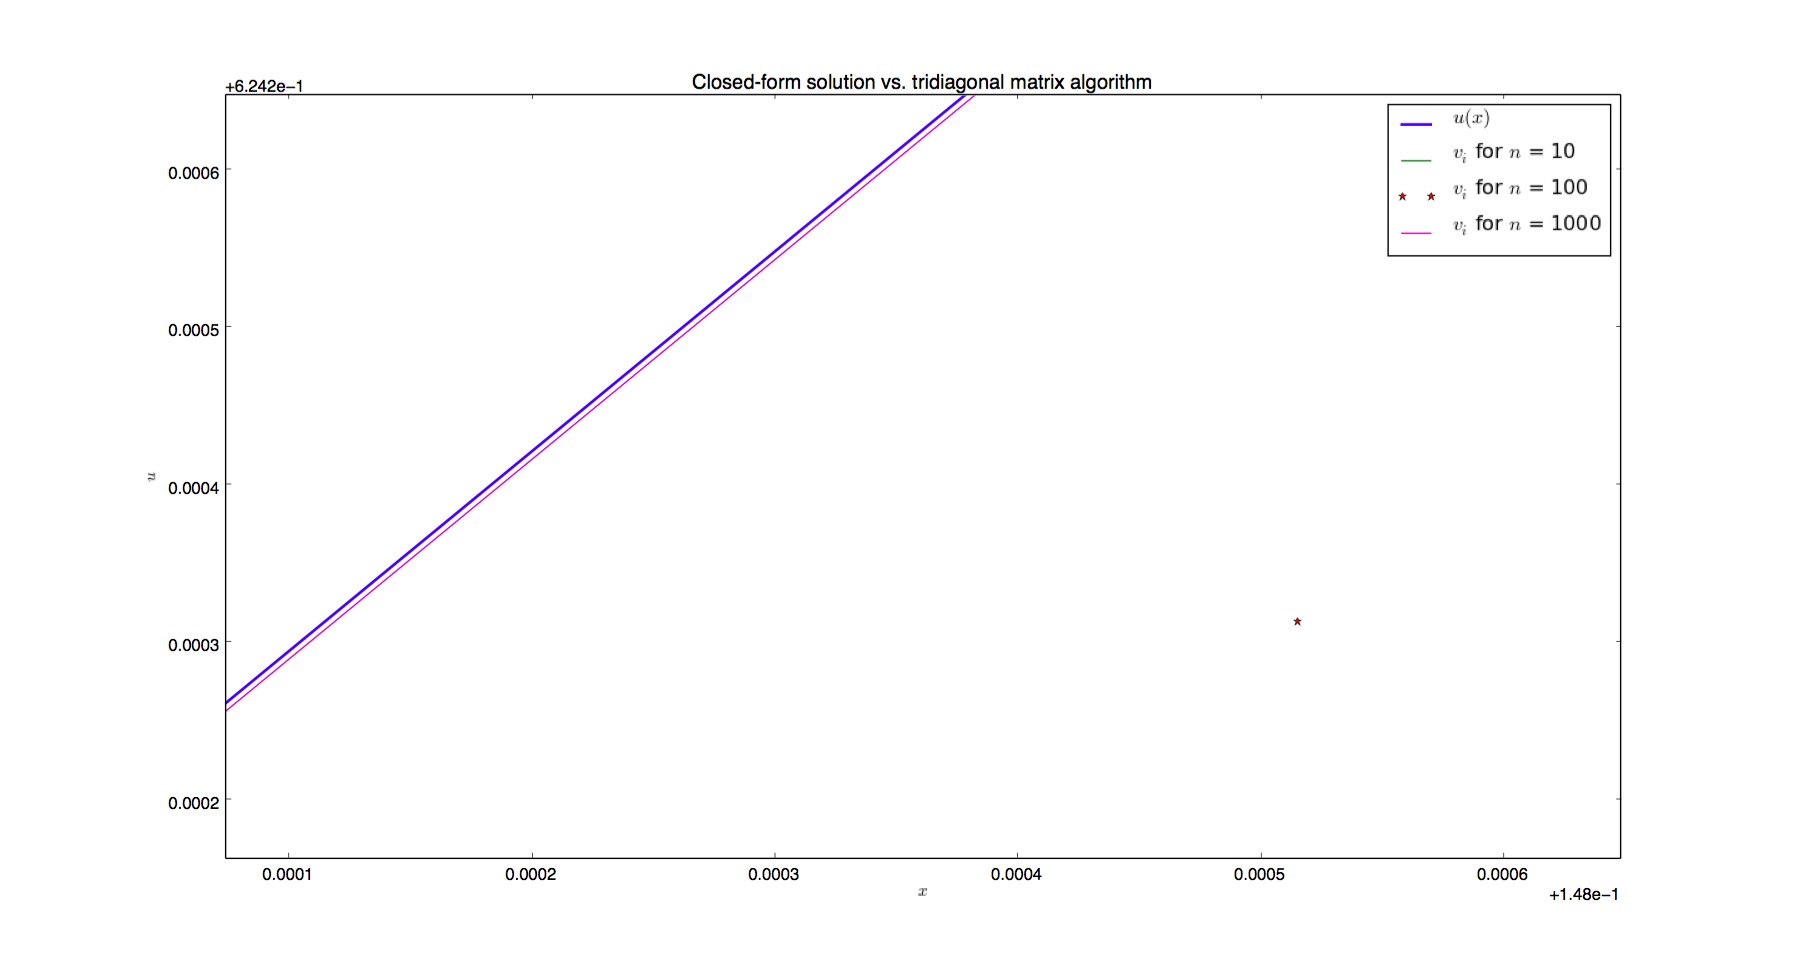 Closed-form solution vs. tridiagonal matrix algorithm
+6.242e−1
u(x)
v_i for n = 10
v_i for n = 100
v_i for n = 1000
0.0006
0.0005
0.0004
0.0003
0.0002
u
0.0001 0.0002 0.0003 0.0004 0.0005 0.0006
x
+1.48e−1